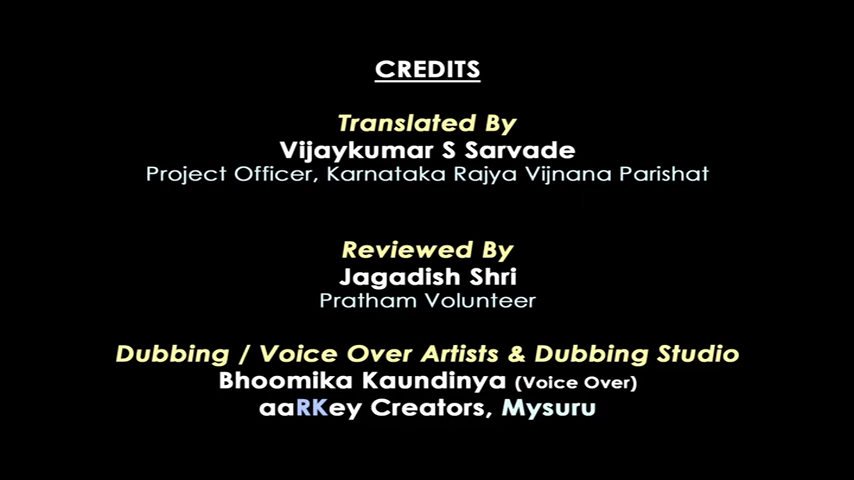 CREDITS
Translated By
Vijaykumar S Sarvade
Project Officer, Karnataka Rajya Vijnana Parishat
Reviewed By
Jagadish Shri
Pratham Volunteer
Dubbing / Voice Over Artists & Dubbing Studio
Bhoomika Kaundinya (Voice Over)
aaRKey Creators, Mysuru